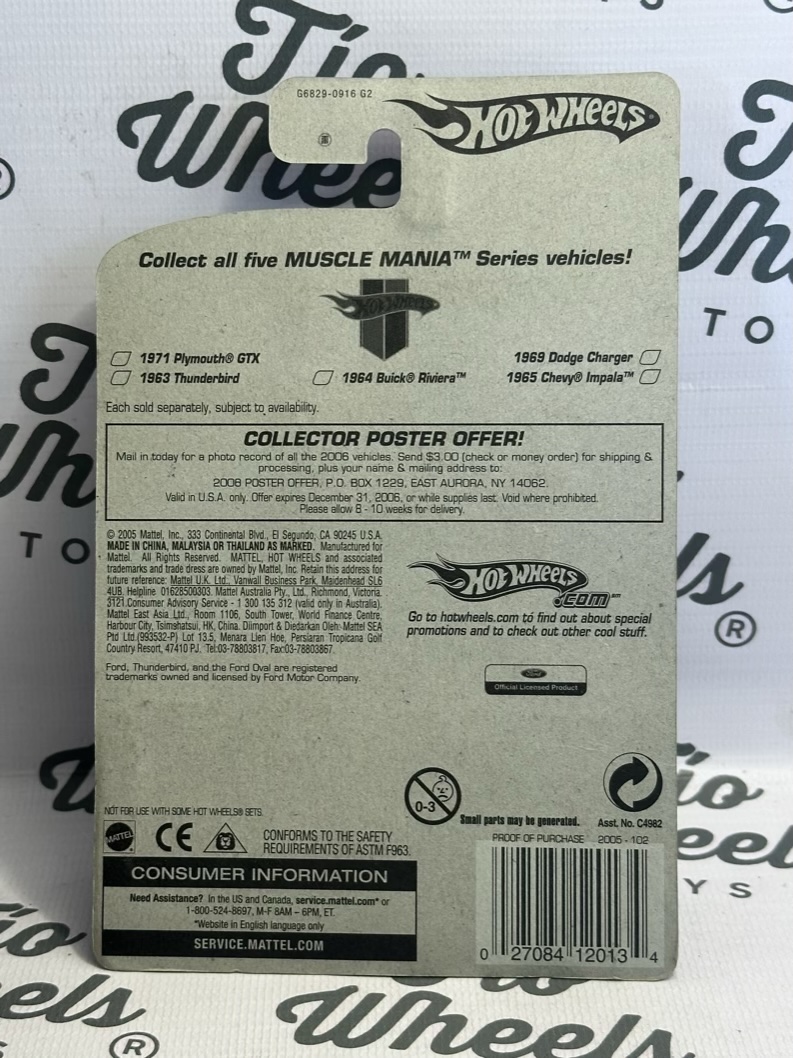 Tío
Wheels
G6829-0916 G2
HOT WHEELS
Collect all five MUSCLE MANIA™ Series vehicles!
HOT WHEELS
1971 Plymouth® GTX
1969 Dodge Charger
1963 Thunderbird
1964 Buick® Riviera™
1965 Chevy® Impala™
Each sold separately, subject to availability.
COLLECTOR POSTER OFFER!
Mail in today for a photo record of all the 2006 vehicles. Send $3.00 (check or money order) for shipping &
processing, plus your name & mailing address to:
2006 POSTER OFFER, P.O. BOX 1229, EAST AURORA, NY 14062.
Valid in U.S.A. only. Offer expires December 31, 2006, or while supplies last. Void where prohibited.
Please allow 8 - 10 weeks for delivery.
© 2005 Mattel, Inc., 333 Continental Blvd., El Segundo, CA 90245 U.S.A.
MADE IN CHINA, MALAYSIA OR THAILAND AS MARKED. Manufactured for
Mattel. All Rights Reserved. MATTEL, HOT WHEELS and associated
trademarks and trade dress are owned by Mattel, Inc. Retain this address for
future reference: Mattel U.K. Ltd., Vanwall Business Park, Maidenhead SL6
4UB. Helpline 01628500303. Mattel Australia Pty., Ltd., Richmond, Victoria.
3121.Consumer Advisory Service - 1 300 135 312 (valid only in Australia).
Mattel East Asia Ltd., Room 1106, South Tower, World Finance Centre,
Harbour City, Tsimshatsui, HK, China. Diimport & Diedarkan Oleh: Mattel SEA
Ptd Ltd.(993532-P) Lot 13.5, Menara Lien Hoe, Persiaran Tropicana Golf
Country Resort, 47410 PJ. Tel:03-78803817, Fax:03-78803867.
Ford, Thunderbird, and the Ford Oval are registered
trademarks owned and licensed by Ford Motor Company.
HOT WHEELS
.COM™
Go to hotwheels.com to find out about special
promotions and to check out other cool stuff.
Ford
Official Licensed Product
0-3
Small parts may be generated.
Asst. No. C4982
NOT FOR USE WITH SOME HOT WHEELS® SETS.
MATTEL
CE
CONFORMS TO THE SAFETY
REQUIREMENTS OF ASTM F963.
PROOF OF PURCHASE 2005 - 102
CONSUMER INFORMATION
Need Assistance? In the US and Canada, service.mattel.com* or
1-800-524-8697, M-F 8AM – 6PM, ET.
*Website in English language only
SERVICE.MATTEL.COM
0 27084 12013 4
Wheels
®